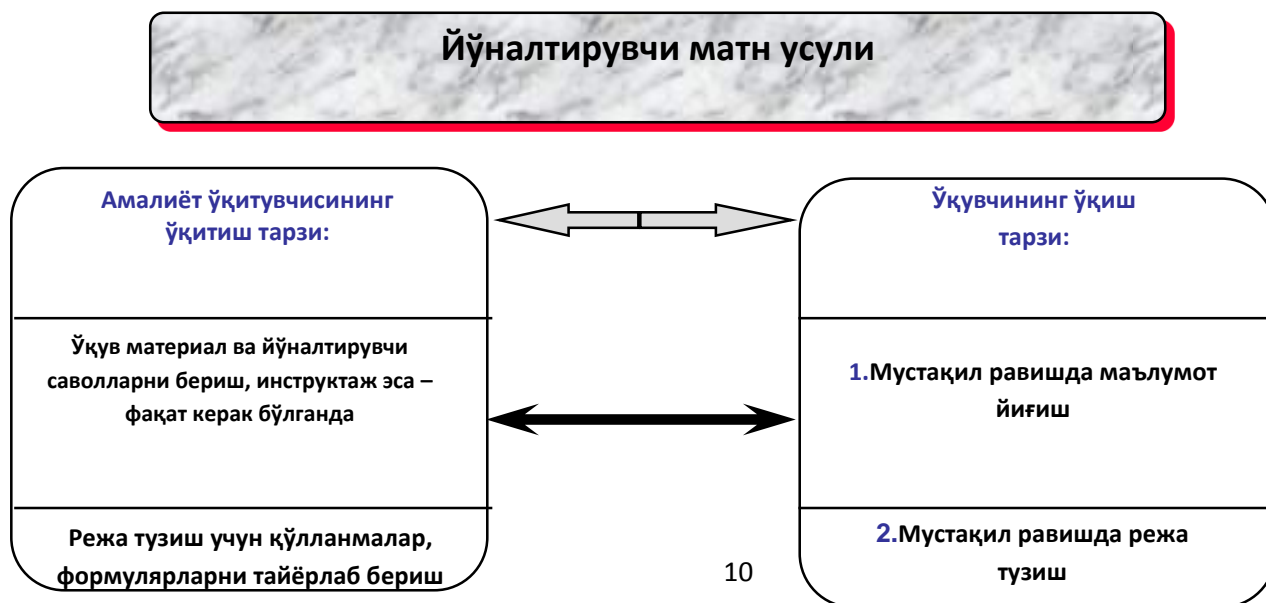 Йўналтирувчи матн усули
Амалиёт ўқитувчисининг
ўқитиш тарзи:
Ўқув материал ва йўналтирувчи
саволларни бериш, инструктаж эса –
фақат керак бўлганда
Режа тузиш учун қўлланмалар,
формулярларни тайёрлаб бериш
Ўқувчининг ўқиш
тарзи:
1.Мустақил равишда маълумот
йиғиш
2.Мустақил равишда режа
тузиш
10